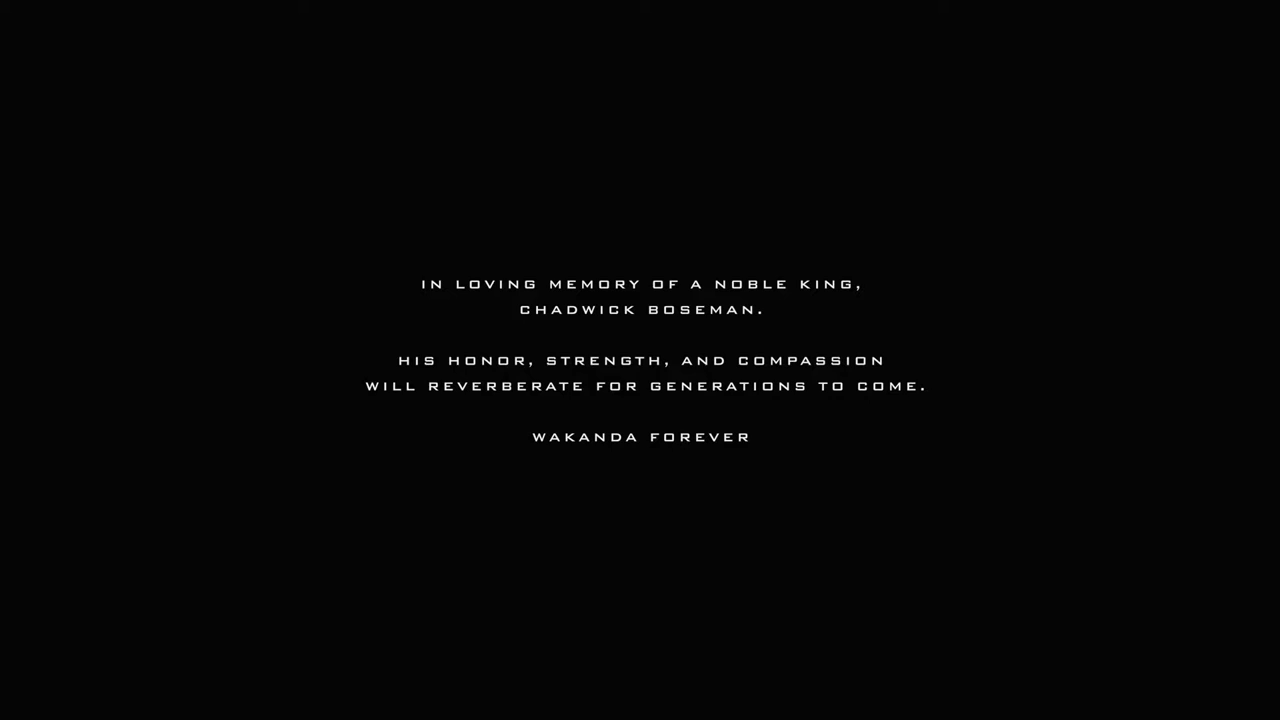 IN LOVING MEMORY OF A NOBLE KING,
CHADWICK BOSEMAN.
HIS HONOR, STRENGTH, AND COMPASSION
WILL REVERBERATE FOR GENERATIONS TO COME.
WAKANDA FOREVER